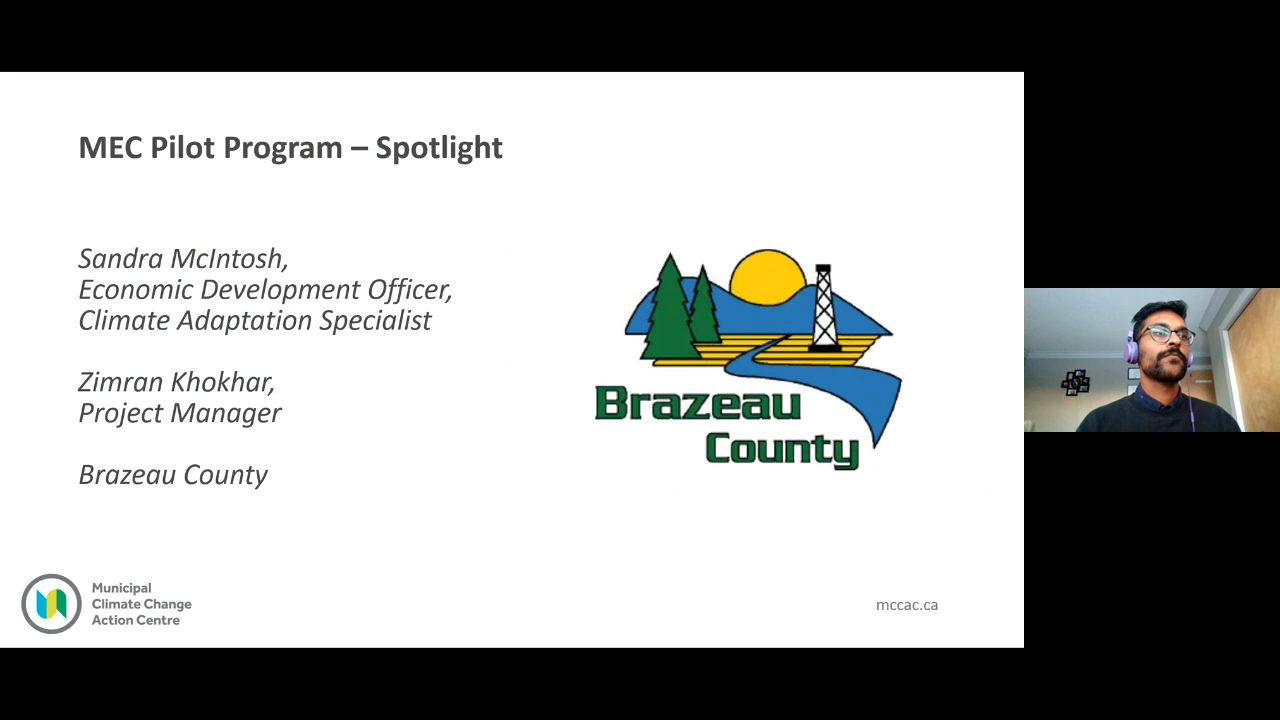 MEC Pilot Program – Spotlight
Sandra McIntosh,
Economic Development Officer,
Climate Adaptation Specialist
Zimran Khokhar,
Project Manager
Brazeau County
Brazeau
County
Municipal
Climate Change
Action Centre
mccac.ca